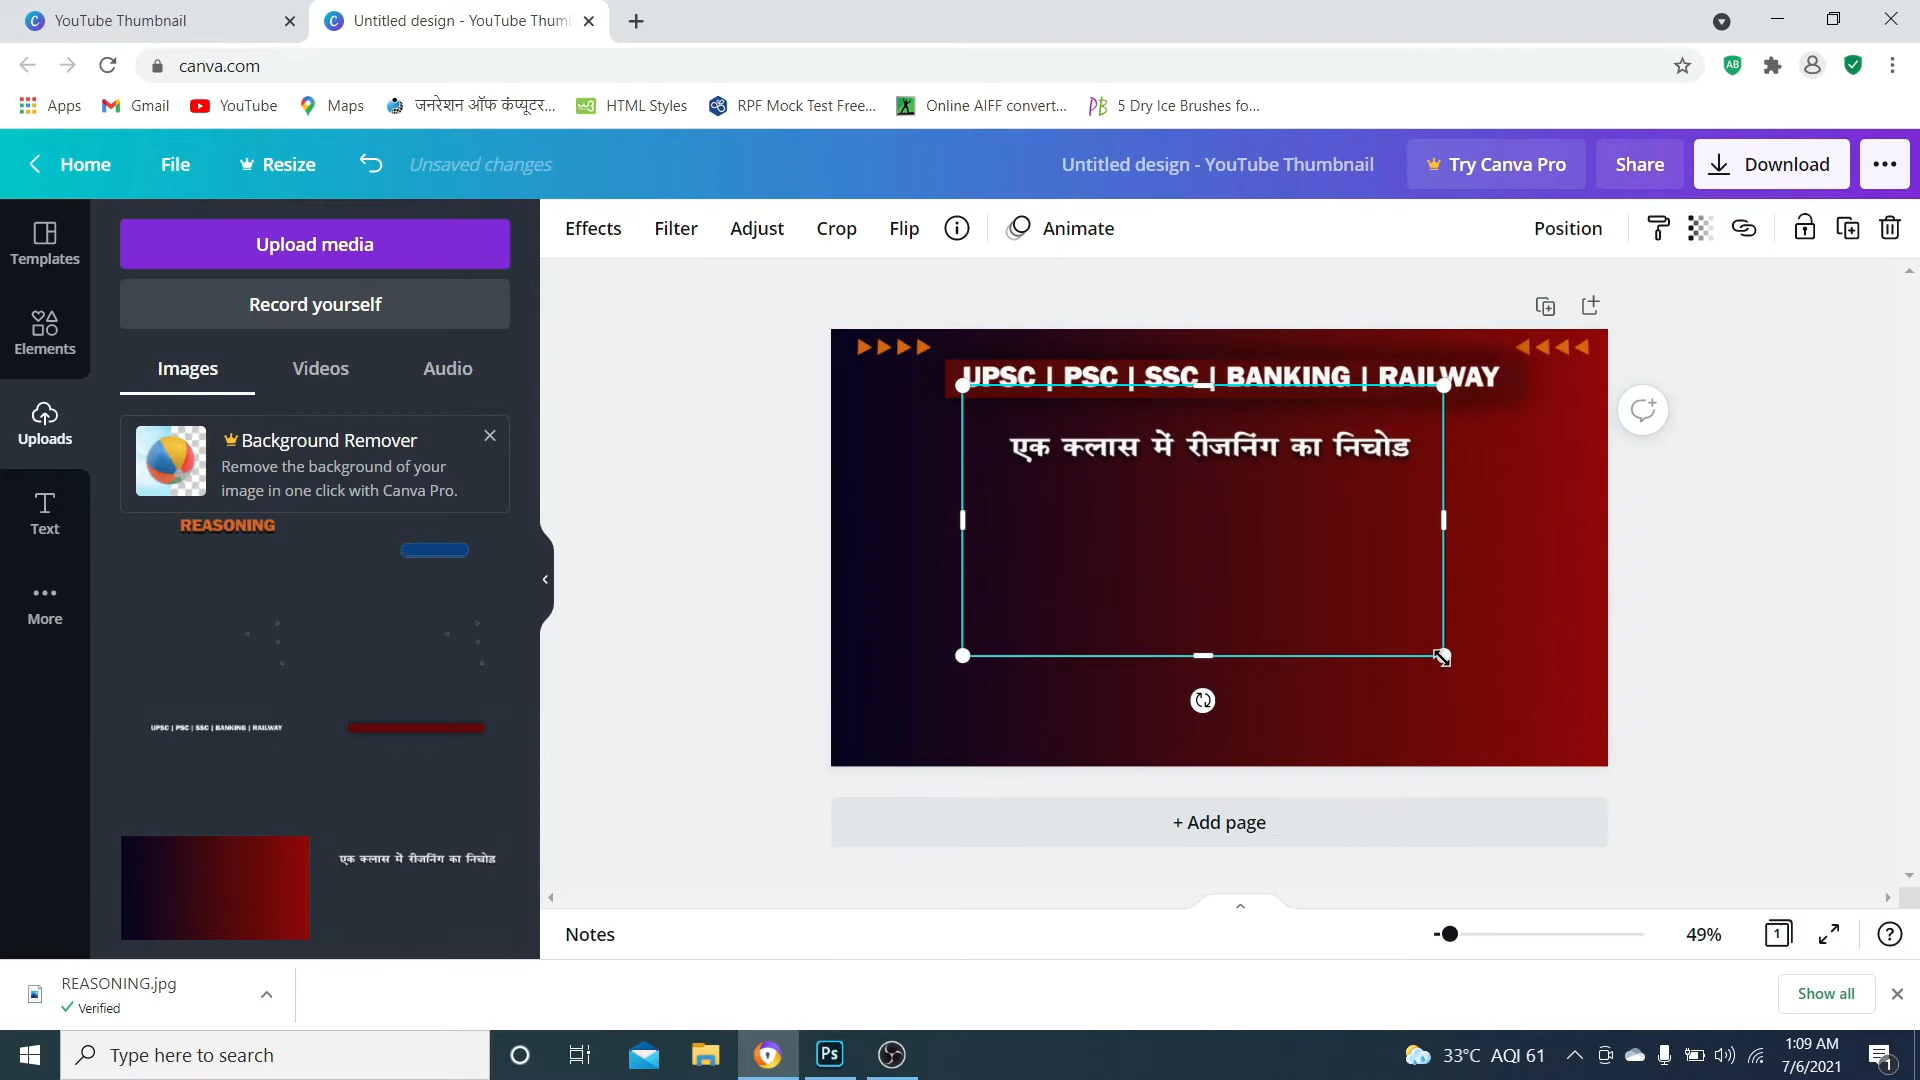 YouTube Thumbnail
Untitled design - YouTube Thum
canva.com
Apps
Gmail
YouTube
Maps
जनरेशन ऑफ कंप्यूटर...
HTML Styles
RPF Mock Test Free...
Online AIFF convert...
5 Dry Ice Brushes fo...
Home
File
Resize
Unsaved changes
Untitled design - YouTube Thumbnail
Try Canva Pro
Share
Download
Templates
Elements
Uploads
Text
More
Upload media
Record yourself
Images
Videos
Audio
Background Remover
Remove the background of your
image in one click with Canva Pro.
REASONING
UPSC | PSC | SSC | BANKING | RAILWAY
एक क्लास में रीजनिंग का निचोड
Effects
Filter
Adjust
Crop
Flip
Animate
Position
UPSC | PSC | SSC | BANKING | RAILWAY
एक क्लास में रीजनिंग का निचोड
+ Add page
Notes
49%
1
REASONING.jpg
Verified
Show all
Type here to search
Ps
33°C AQI 61
1:09 AM
7/6/2021
1